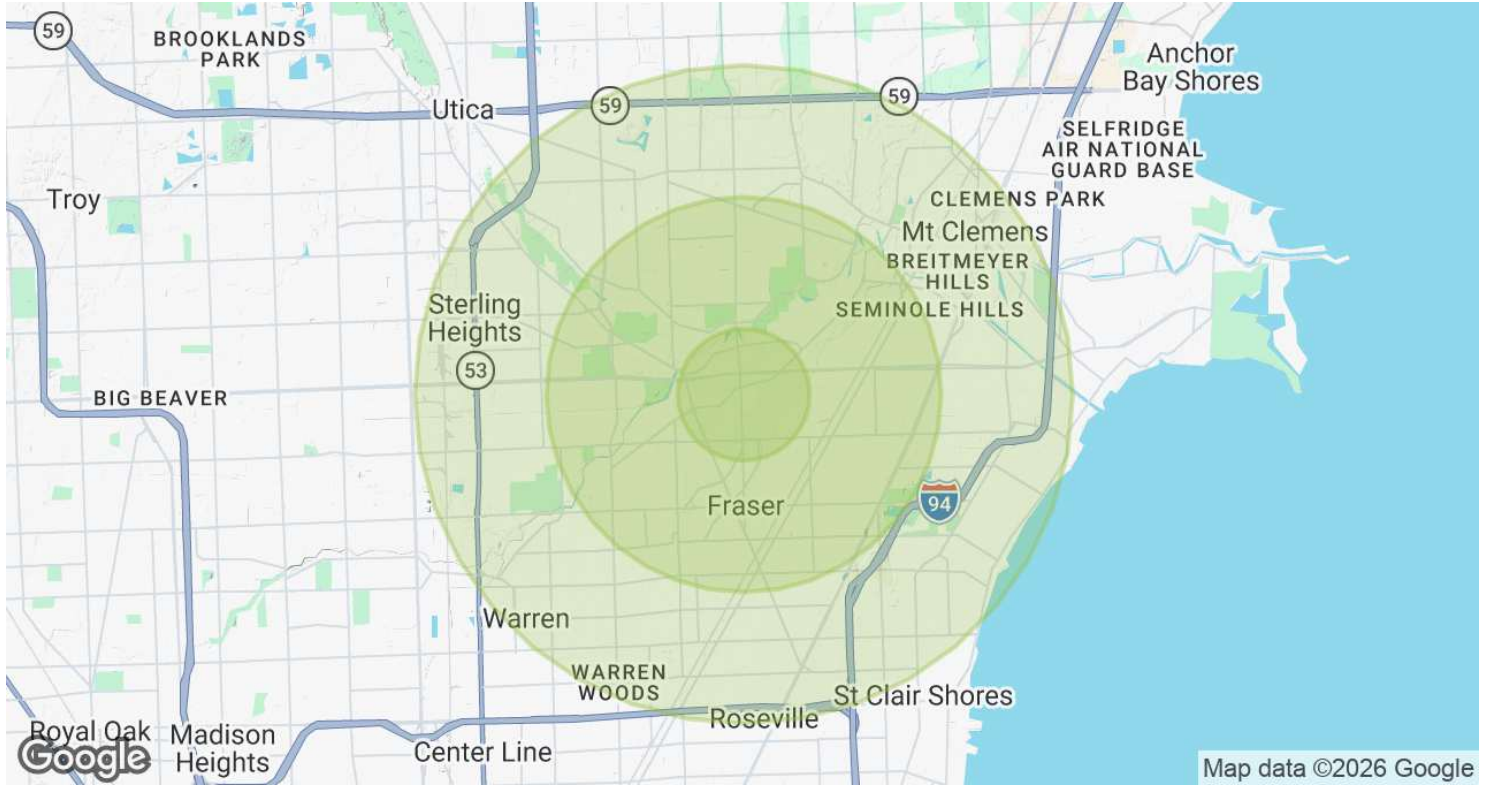 59
BROOKLANDS
PARK
Anchor
Bay Shores
Utica
59
59
SELFRIDGE
AIR NATIONAL
GUARD BASE
Troy
CLEMENS PARK
Mt Clemens
BREITMEYER
HILLS
SEMINOLE HILLS
Sterling
Heights
53
BIG BEAVER
Fraser
94
Warren
WARREN
WOODS
St Clair Shores
Roseville
Royal Oak
Madison
Heights
Center Line
Google
Map data ©2026 Google